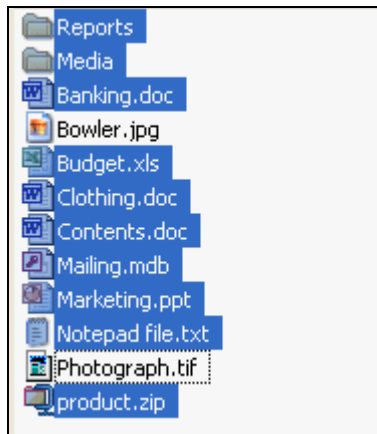 Reports
Media
Banking.doc
Bowler.jpg
Budget.xls
Clothing.doc
Contents.doc
Mailing.mdb
Marketing.ppt
Notepad file.txt
Photograph.tif
product.zip